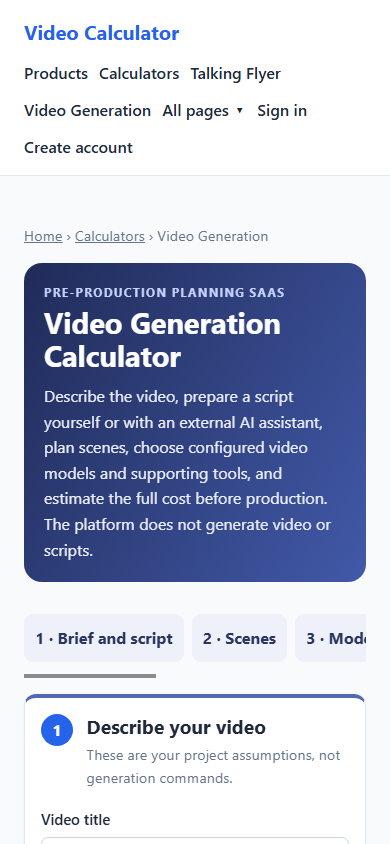 Video Calculator
Products Calculators Talking Flyer
Video Generation All pages ▾ Sign in
Create account
Home › Calculators › Video Generation
PRE-PRODUCTION PLANNING SAAS
Video Generation
Calculator
Describe the video, prepare a script
yourself or with an external AI assistant,
plan scenes, choose configured video
models and supporting tools, and
estimate the full cost before production.
The platform does not generate video or
scripts.
1 · Brief and script 2 · Scenes 3 ·
1 Describe your video
These are your project assumptions, not
generation commands.
Video title